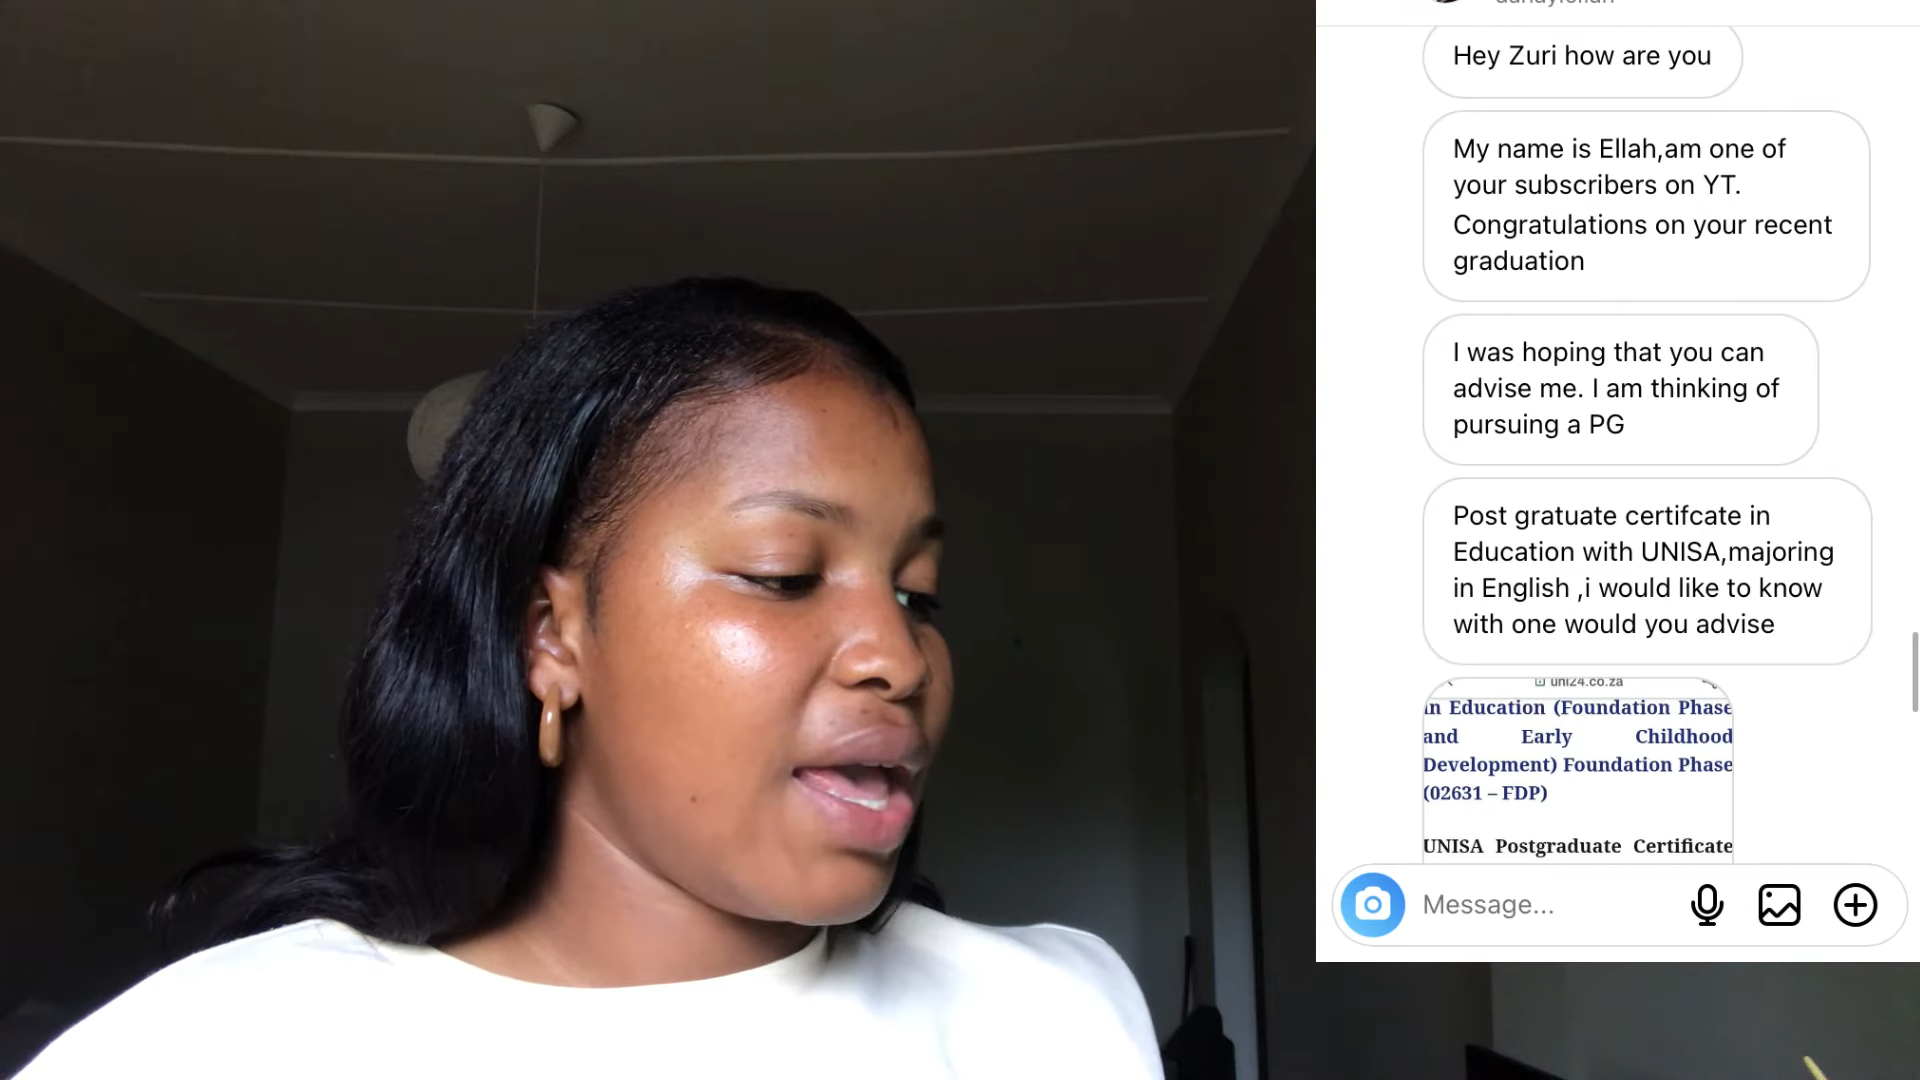 Hey Zuri how are you
My name is Ellah,am one of
your subscribers on YT.
Congratulations on your recent
graduation
I was hoping that you can
advise me. I am thinking of
pursuing a PG
Post gratuate certifcate in
Education with UNISA,majoring
in English ,i would like to know
with one would you advise
uni24.co.za
in Education (Foundation Phase
and Early Childhood
Development) Foundation Phase
(02631 – FDP)
UNISA Postgraduate Certificate
Message...